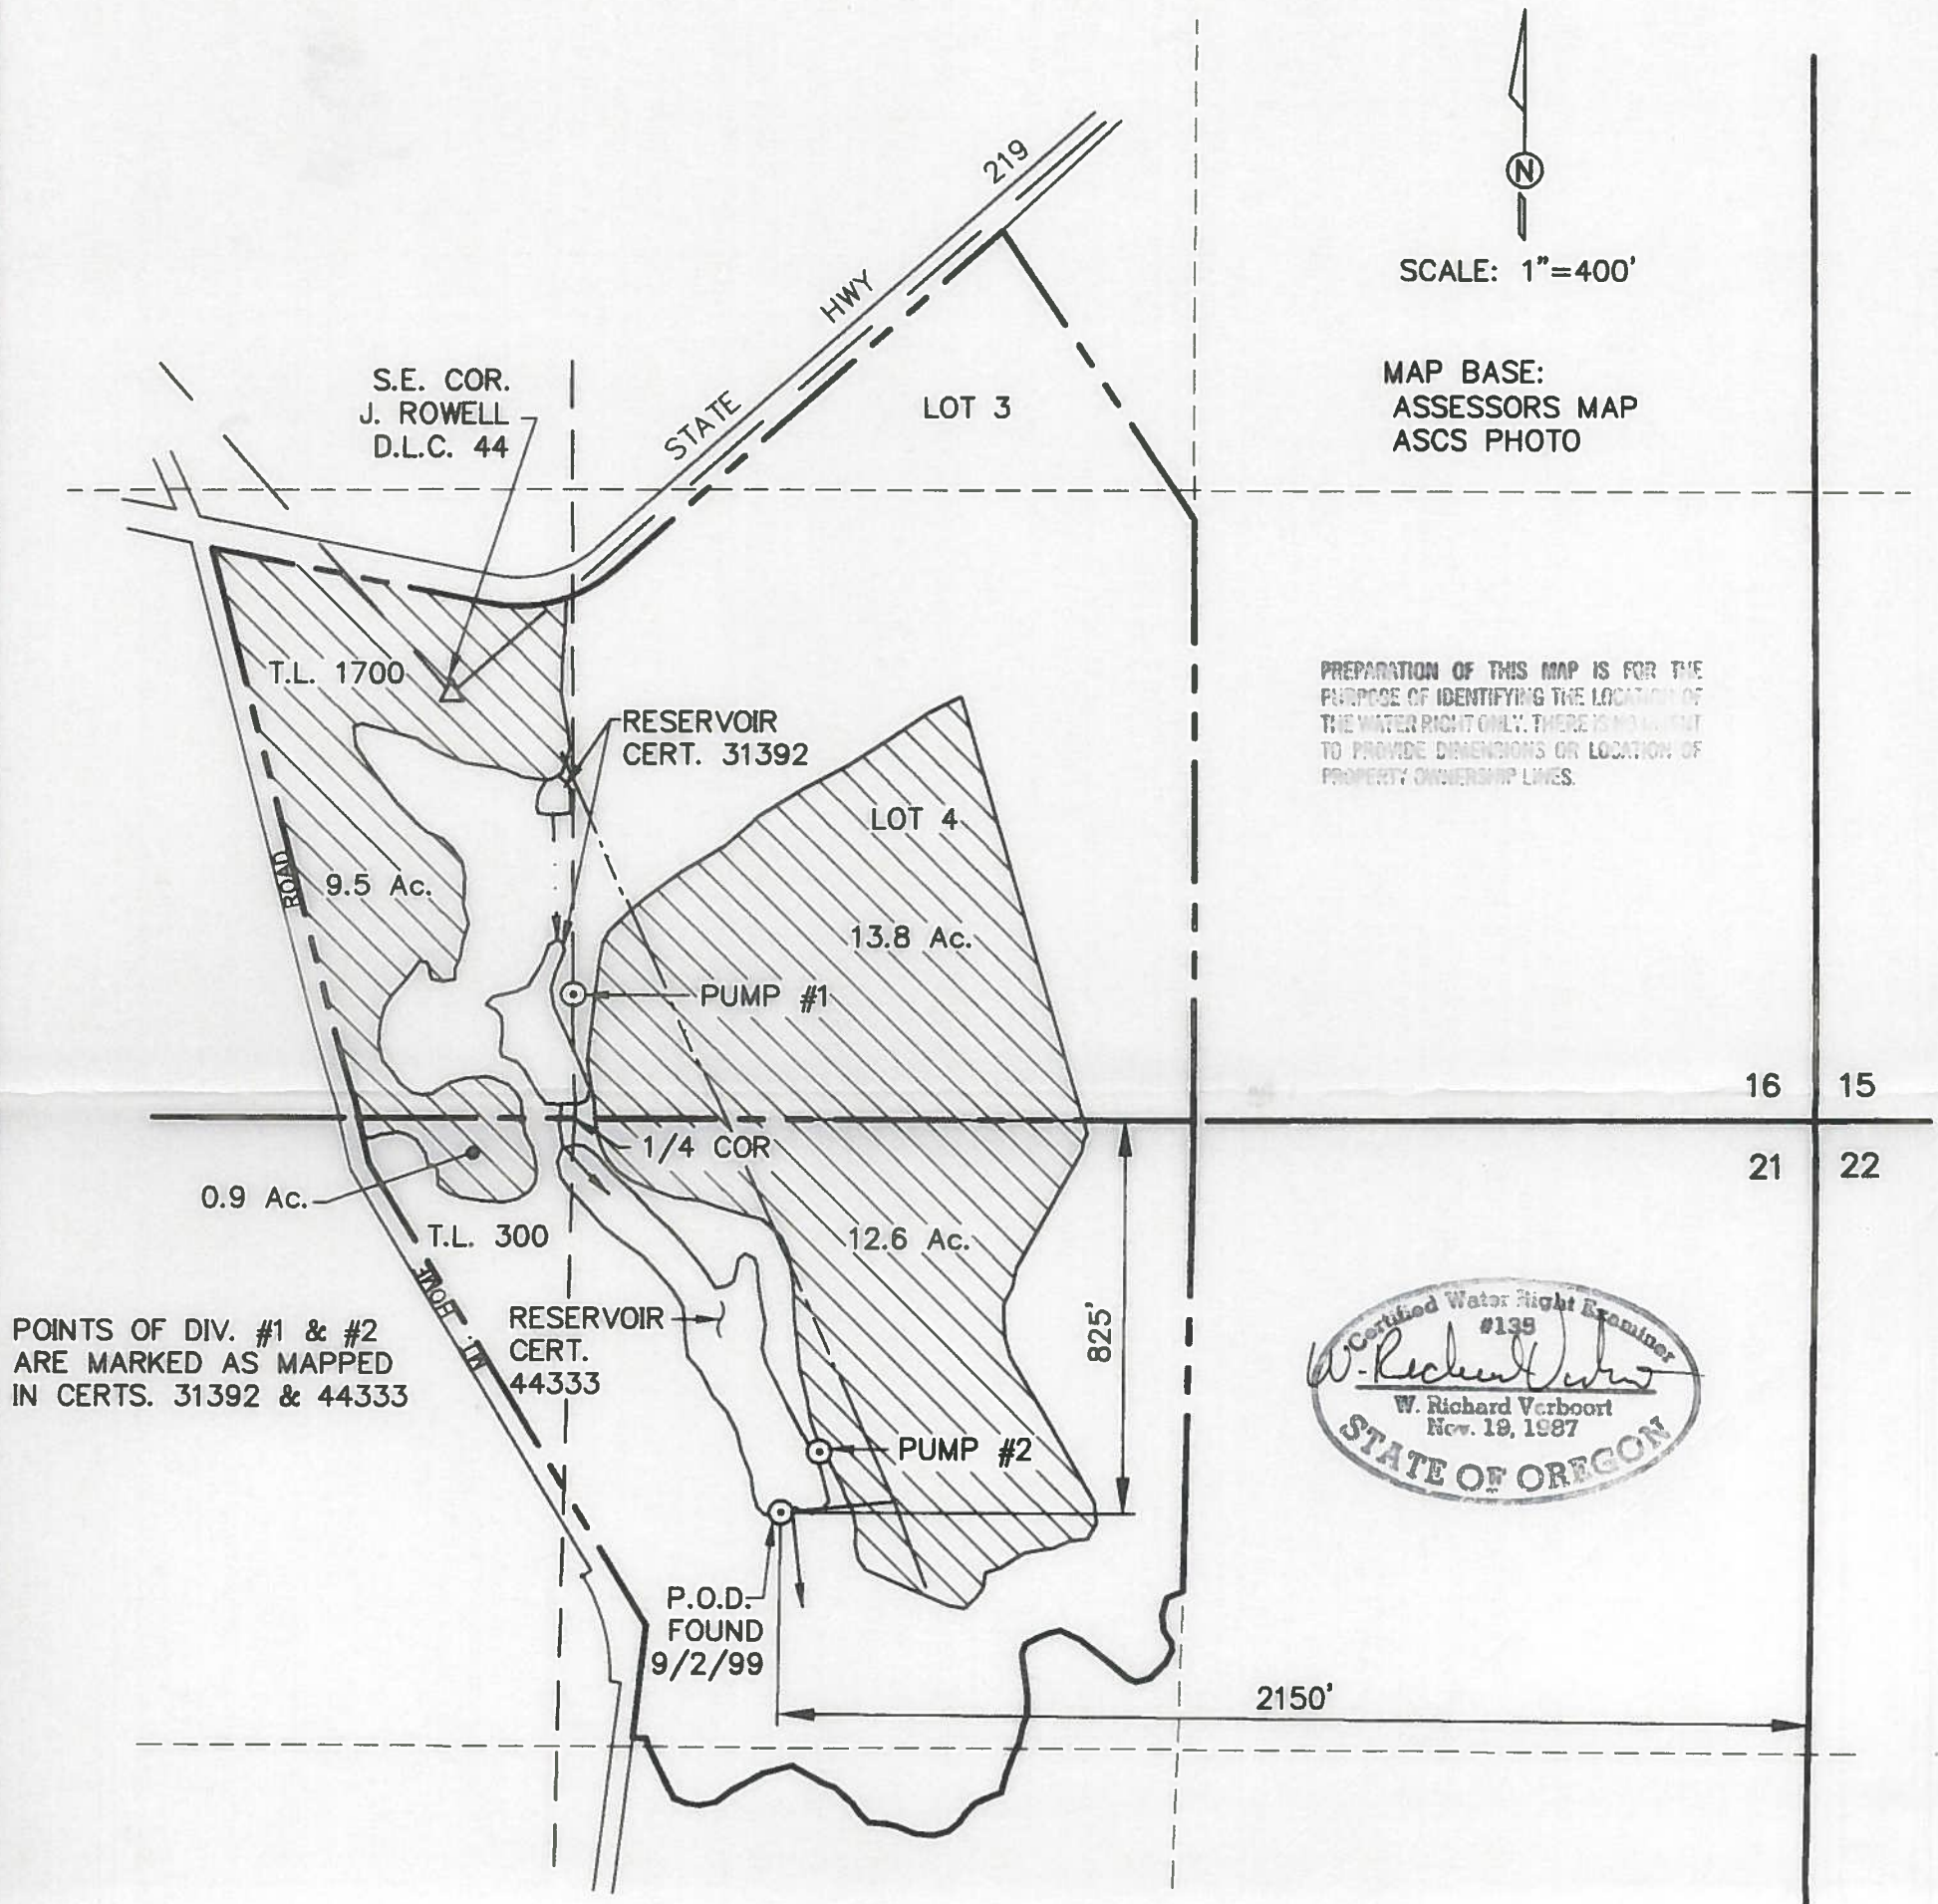 219
N
SCALE: 1"=400'
HWY
STATE
S.E. COR.
J. ROWELL
D.L.C. 44
LOT 3
MAP BASE:
ASSESSORS MAP
ASCS PHOTO
T.L. 1700
RESERVOIR
CERT. 31392
PREPARATION OF THIS MAP IS FOR THE
PURPOSE OF IDENTIFYING THE LOCATION OF
THE WATER RIGHT ONLY. THERE IS NO INTENT
TO PROVIDE DIMENSIONS OR LOCATION OF
PROPERTY OWNERSHIP LINES.
LOT 4
ROAD
9.5 Ac.
13.8 Ac.
PUMP #1
16
15
1/4 COR
21
22
0.9 Ac.
T.L. 300
12.6 Ac.
MT. HOME
825'
POINTS OF DIV. #1 & #2
ARE MARKED AS MAPPED
IN CERTS. 31392 & 44333
RESERVOIR
CERT.
44333
Certified Water Right Examiner
#135
W. Richard Verboort
W. Richard Verboort
Nov. 19, 1987
STATE OF OREGON
PUMP #2
P.O.D.
FOUND
9/2/99
2150'